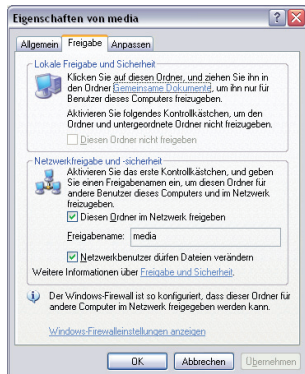 Eigenschaften von media
Allgemein Freigabe Anpassen
Lokale Freigabe und Sicherheit
Klicken Sie auf diesen Ordner, und ziehen Sie ihn in
den Ordner Gemeinsame Dokumente, um ihn nur für
Benutzer dieses Computers freizugeben.
Aktivieren Sie folgendes Kontrollkästchen, um den
Ordner und untergeordnete Ordner nicht freizugeben.
Diesen Ordner nicht freigeben
Netzwerkfreigabe und -sicherheit
Aktivieren Sie das erste Kontrollkästchen, und geben
Sie einen Freigabenamen ein, um diesen Ordner für
andere Benutzer dieses Computers und im Netzwerk
freizugeben.
Diesen Ordner im Netzwerk freigeben
Freigabename: media
Netzwerkbenutzer dürfen Dateien verändern
Weitere Informationen über Freigabe und Sicherheit.
Der Windows-Firewall ist so konfiguriert, dass dieser Ordner für
andere Computer im Netzwerk freigegeben werden kann.
Windows-Firewalleinstellungen anzeigen
OK Abbrechen Übernehmen